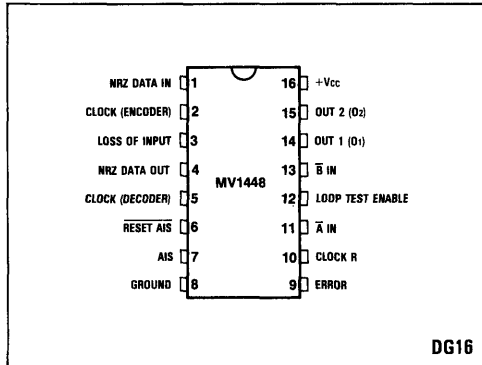 NRZ DATA IN 1
CLOCK (ENCODER) 2
LOSS OF INPUT 3
NRZ DATA OUT 4
CLOCK (DECODER) 5
RESET AIS 6
AIS 7
GROUND 8
MV1448
16 +Vcc
15 OUT 2 (O2)
14 OUT 1 (O1)
13 B IN
12 LOOP TEST ENABLE
11 A IN
10 CLOCK R
9 ERROR
DG16